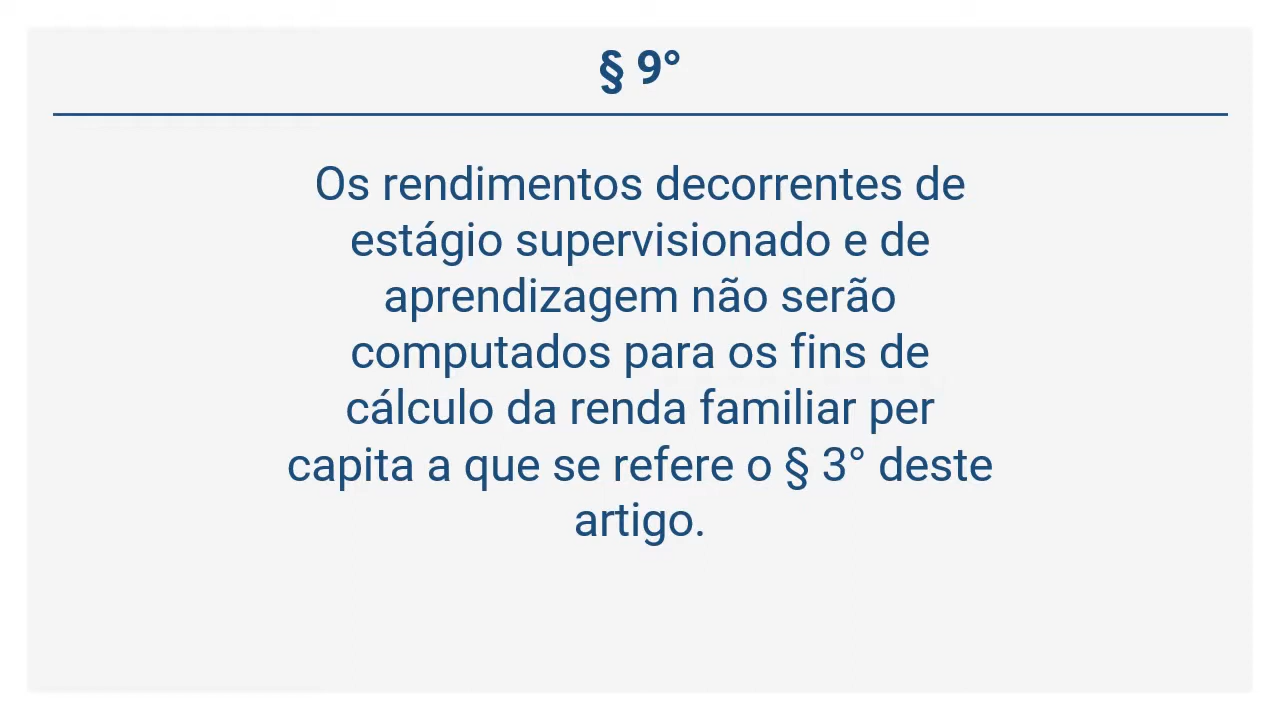 § 9°
Os rendimentos decorrentes de
estágio supervisionado e de
aprendizagem não serão
computados para os fins de
cálculo da renda familiar per
capita a que se refere o § 3° deste
artigo.